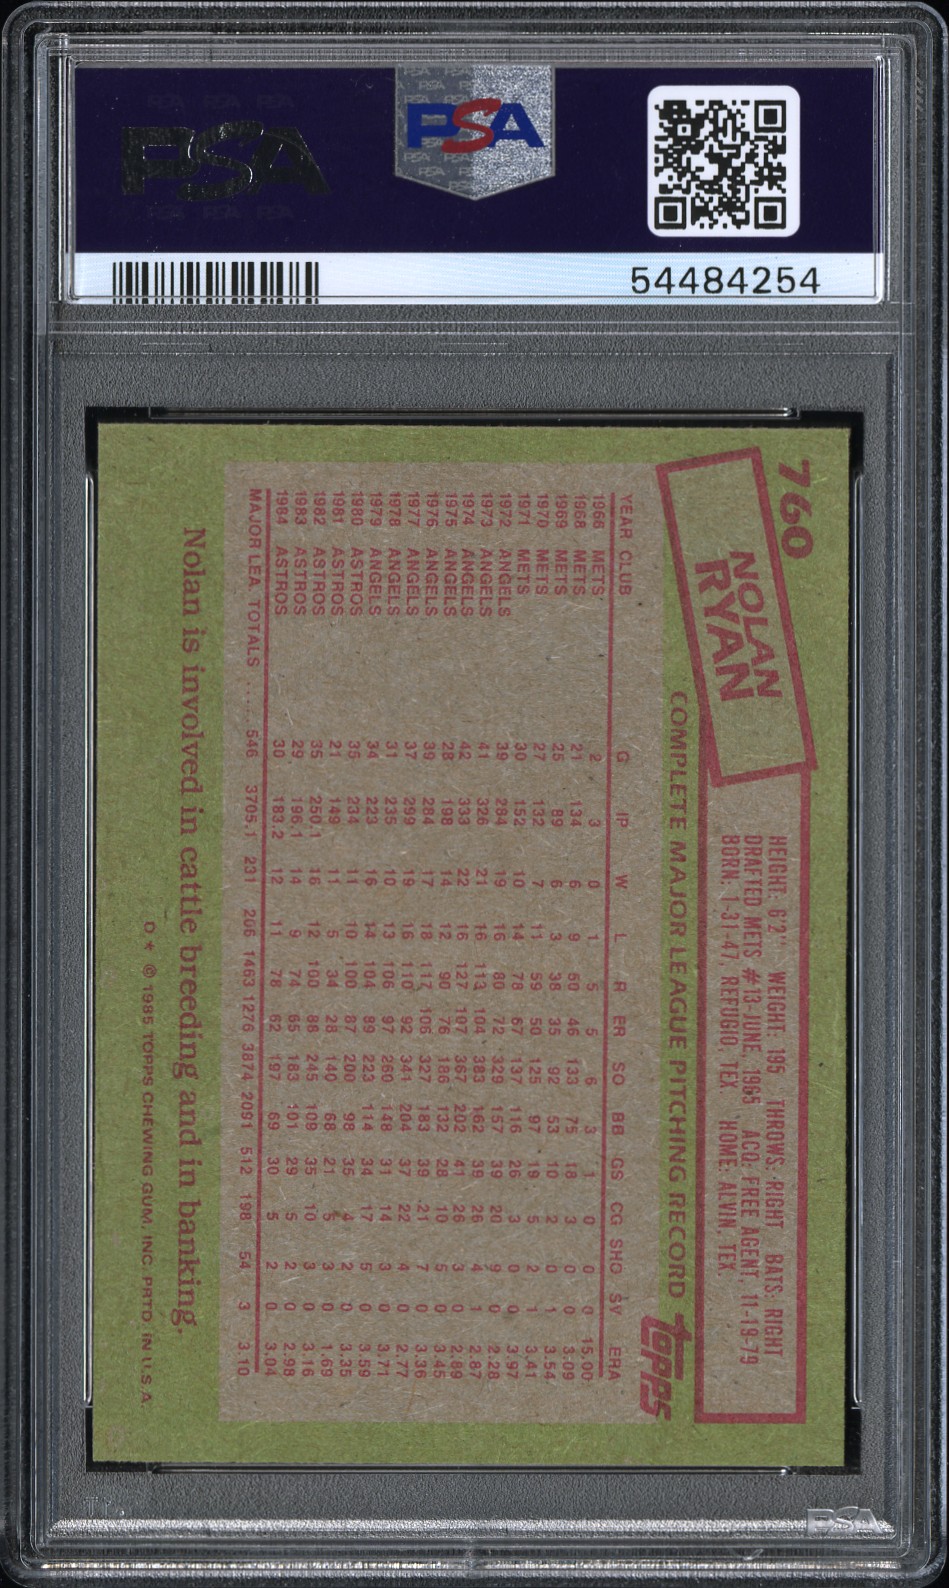 PSA
PSA
54484254
760
NOLAN
RYAN
HEIGHT: 6'2" WEIGHT: 195 THROWS: RIGHT BATS: RIGHT
DRAFTED METS #13-JUNE, 1965 ACQ: FREE AGENT, 11-19-79
BORN: 1-31-47, REFUGIO, TEX. HOME: ALVIN, TEX.
COMPLETE MAJOR LEAGUE PITCHING RECORD
topps
YEAR CLUB G IP W L R ER SO BB GS CG SHO SV ERA
1966 METS 2 3 0 1 5 5 6 3 1 0 0 0 15.00
1968 METS 21 134 6 9 50 46 133 75 18 3 0 0 3.09
1969 METS 25 89 6 3 38 35 92 53 10 2 0 1 3.54
1970 METS 27 132 7 11 59 50 125 97 19 5 2 1 3.41
1971 METS 30 152 10 14 78 67 137 116 26 3 0 0 3.97
1972 ANGELS 39 284 19 16 80 72 329 157 39 20 9 0 2.28
1973 ANGELS 41 326 21 16 113 104 383 162 39 26 4 1 2.87
1974 ANGELS 42 333 22 16 127 107 367 202 41 26 3 0 2.89
1975 ANGELS 28 198 14 12 90 76 186 132 28 10 5 0 3.45
1976 ANGELS 39 284 17 18 117 106 327 183 39 21 7 0 3.36
1977 ANGELS 37 299 19 16 110 92 341 204 37 22 4 0 2.77
1978 ANGELS 31 235 10 13 106 97 260 148 31 14 3 0 3.71
1979 ANGELS 34 223 16 14 104 89 223 114 34 17 5 0 3.59
1980 ASTROS 35 234 11 10 100 87 200 98 35 4 2 0 3.35
1981 ASTROS 21 149 11 5 34 28 140 68 21 5 3 0 1.69
1982 ASTROS 35 250.1 16 12 100 88 245 109 35 10 3 0 3.16
1983 ASTROS 29 196.1 14 9 74 65 183 101 29 5 2 0 2.98
1984 ASTROS 30 183.2 12 11 78 62 197 69 30 5 2 0 3.04
MAJOR LEA. TOTALS ..... 546 3705.1 231 206 1463 1276 3874 2091 512 198 54 3 3.10
Nolan is involved in cattle breeding and in banking.
D* © 1985 TOPPS CHEWING GUM, INC. PRTD. IN U.S.A.
PSA